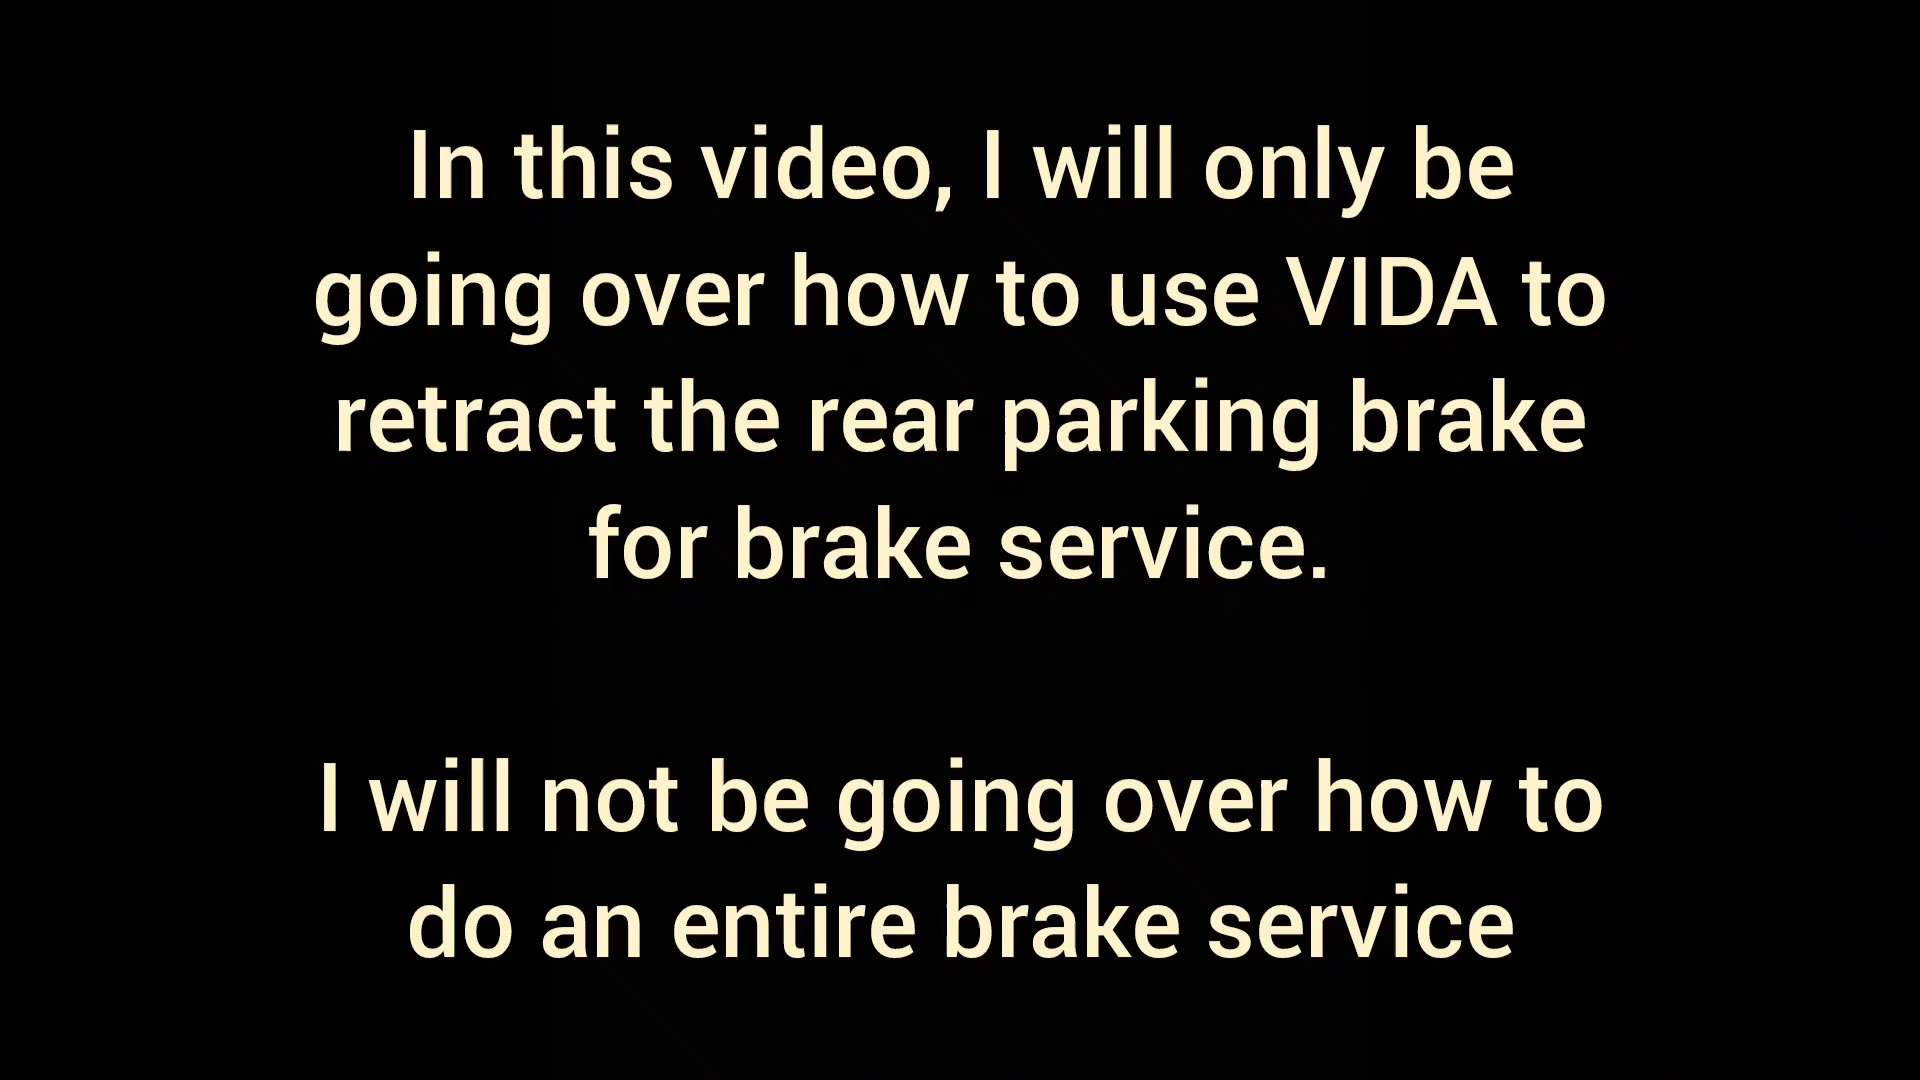 In this video, I will only be
going over how to use VIDA to
retract the rear parking brake
for brake service.
I will not be going over how to
do an entire brake service